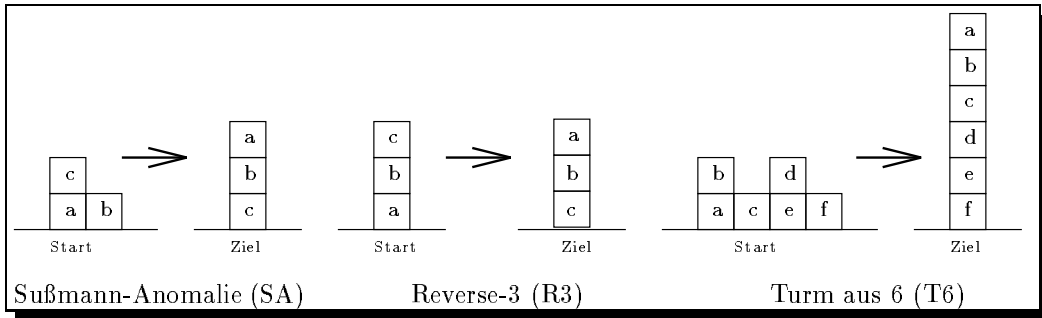 a
c a c b
b b b d c
a b c a c a c e f d
e
f
Start Ziel Start Ziel Start Ziel
Sußmann-Anomalie (SA) Reverse-3 (R3) Turm aus 6 (T6)